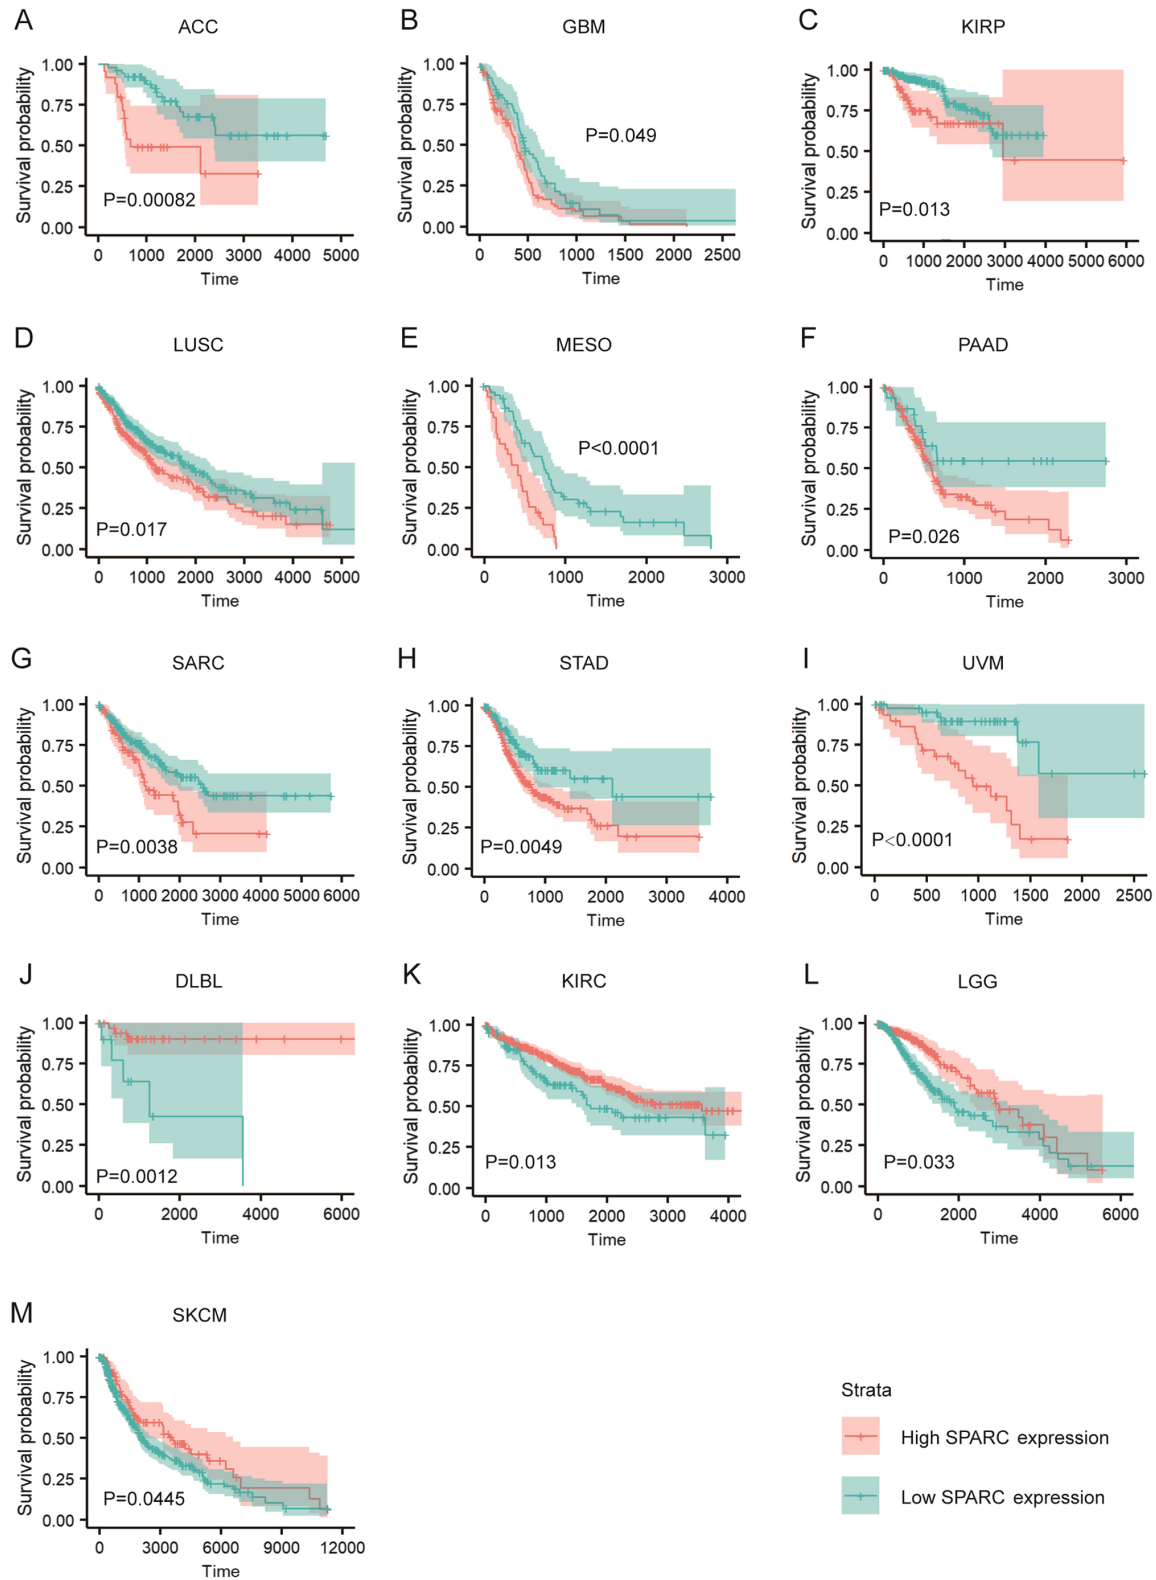 A
ACC
Survival probability
1.00
0.75
0.50
0.25
0.00
P=0.00082
0 1000 2000 3000 4000 5000
Time
B
GBM
Survival probability
1.00
0.75
0.50
0.25
0.00
P=0.049
0 500 1000 1500 2000 2500
Time
C
KIRP
Survival probability
1.00
0.75
0.50
0.25
0.00
P=0.013
0 1000 2000 3000 4000 5000 6000
Time
D
LUSC
Survival probability
1.00
0.75
0.50
0.25
0.00
P=0.017
0 1000 2000 3000 4000 5000
Time
E
MESO
Survival probability
1.00
0.75
0.50
0.25
0.00
P<0.0001
0 1000 2000 3000
Time
F
PAAD
Survival probability
1.00
0.75
0.50
0.25
0.00
P=0.026
0 1000 2000 3000
Time
G
SARC
Survival probability
1.00
0.75
0.50
0.25
0.00
P=0.0038
0 1000 2000 3000 4000 5000 6000
Time
H
STAD
Survival probability
1.00
0.75
0.50
0.25
0.00
P=0.0049
0 1000 2000 3000 4000
Time
I
UVM
Survival probability
1.00
0.75
0.50
0.25
0.00
P<0.0001
0 500 1000 1500 2000 2500
Time
J
DLBL
Survival probability
1.00
0.75
0.50
0.25
0.00
P=0.0012
0 2000 4000 6000
Time
K
KIRC
Survival probability
1.00
0.75
0.50
0.25
0.00
P=0.013
0 1000 2000 3000 4000
Time
L
LGG
Survival probability
1.00
0.75
0.50
0.25
0.00
P=0.033
0 2000 4000 6000
Time
M
SKCM
Survival probability
1.00
0.75
0.50
0.25
0.00
P=0.0445
0 3000 6000 9000 12000
Time
Strata
High SPARC expression
Low SPARC expression